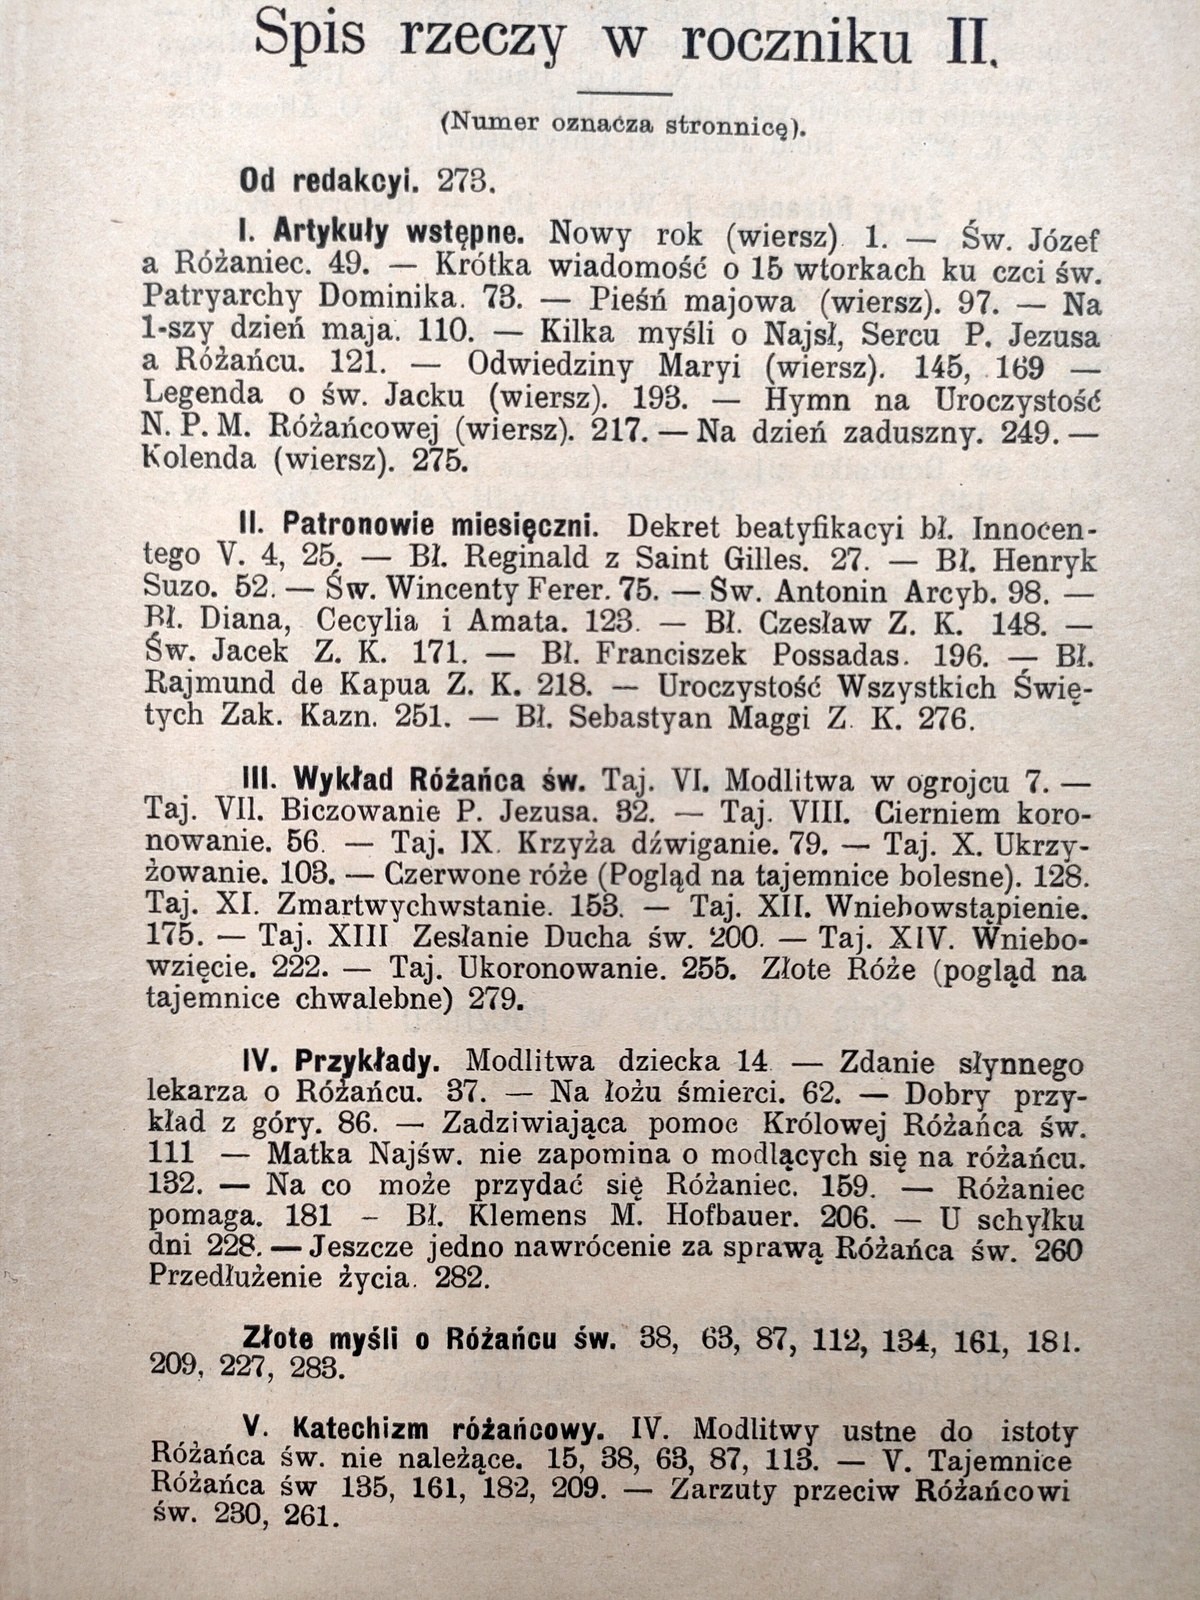 Spis rzeczy w roczniku II.
(Numer oznacza stronnicę).
Od redakcyi. 273.
I. Artykuły wstępne. Nowy rok (wiersz) 1. — Św. Józef
a Różaniec. 49. — Krótka wiadomość o 15 wtorkach ku czci św.
Patryarchy Dominika. 73. — Pieśń majowa (wiersz). 97. — Na
1-szy dzień maja. 110. — Kilka myśli o Najsł, Sercu P. Jezusa
a Różańcu. 121. — Odwiedziny Maryi (wiersz). 145, 169 —
Legenda o św. Jacku (wiersz). 193. — Hymn na Uroczystość
N. P. M. Różańcowej (wiersz). 217. — Na dzień zaduszny. 249. —
Kolenda (wiersz). 275.
II. Patronowie miesięczni. Dekret beatyfikacyi bł. Innocen-
tego V. 4, 25. — Bł. Reginald z Saint Gilles. 27. — Bł. Henryk
Suzo. 52. — Św. Wincenty Ferer. 75. — Św. Antonin Arcyb. 98. —
Bł. Diana, Cecylia i Amata. 123. — Bł. Czesław Z. K. 148. —
Św. Jacek Z. K. 171. — Bł. Franciszek Possadas. 196. — Bł.
Rajmund de Kapua Z. K. 218. — Uroczystość Wszystkich Świę-
tych Zak. Kazn. 251. — Bł. Sebastyan Maggi Z. K. 276.
III. Wykład Różańca św. Taj. VI. Modlitwa w ogrojcu 7. —
Taj. VII. Biczowanie P. Jezusa. 32. — Taj. VIII. Cierniem koro-
nowanie. 56. — Taj. IX. Krzyża dźwiganie. 79. — Taj. X. Ukrzy-
żowanie. 103. — Czerwone róże (Pogląd na tajemnice bolesne). 128.
Taj. XI. Zmartwychwstanie. 153. — Taj. XII. Wniebowstąpienie.
175. — Taj. XIII Zesłanie Ducha św. 200. — Taj. XIV. Wniebo-
wzięcie. 222. — Taj. Ukoronowanie. 255. Złote Róże (pogląd na
tajemnice chwalebne) 279.
IV. Przykłady. Modlitwa dziecka 14 — Zdanie słynnego
lekarza o Różańcu. 37. — Na łożu śmierci. 62. — Dobry przy-
kład z góry. 86. — Zadziwiająca pomoc Królowej Różańca św.
111 — Matka Najśw. nie zapomina o modlących się na różańcu.
132. — Na co może przydać się Różaniec. 159. — Różaniec
pomaga. 181 - Bł. Klemens M. Hofbauer. 206. — U schyłku
dni 228. — Jeszcze jedno nawrócenie za sprawą Różańca św. 260
Przedłużenie życia. 282.
Złote myśli o Różańcu św. 38, 63, 87, 112, 134, 161, 181.
209, 227, 283.
V. Katechizm różańcowy. IV. Modlitwy ustne do istoty
Różańca św. nie należące. 15, 38, 63, 87, 113. — V. Tajemnice
Różańca św 135, 161, 182, 209. — Zarzuty przeciw Różańcowi
św. 230, 261.